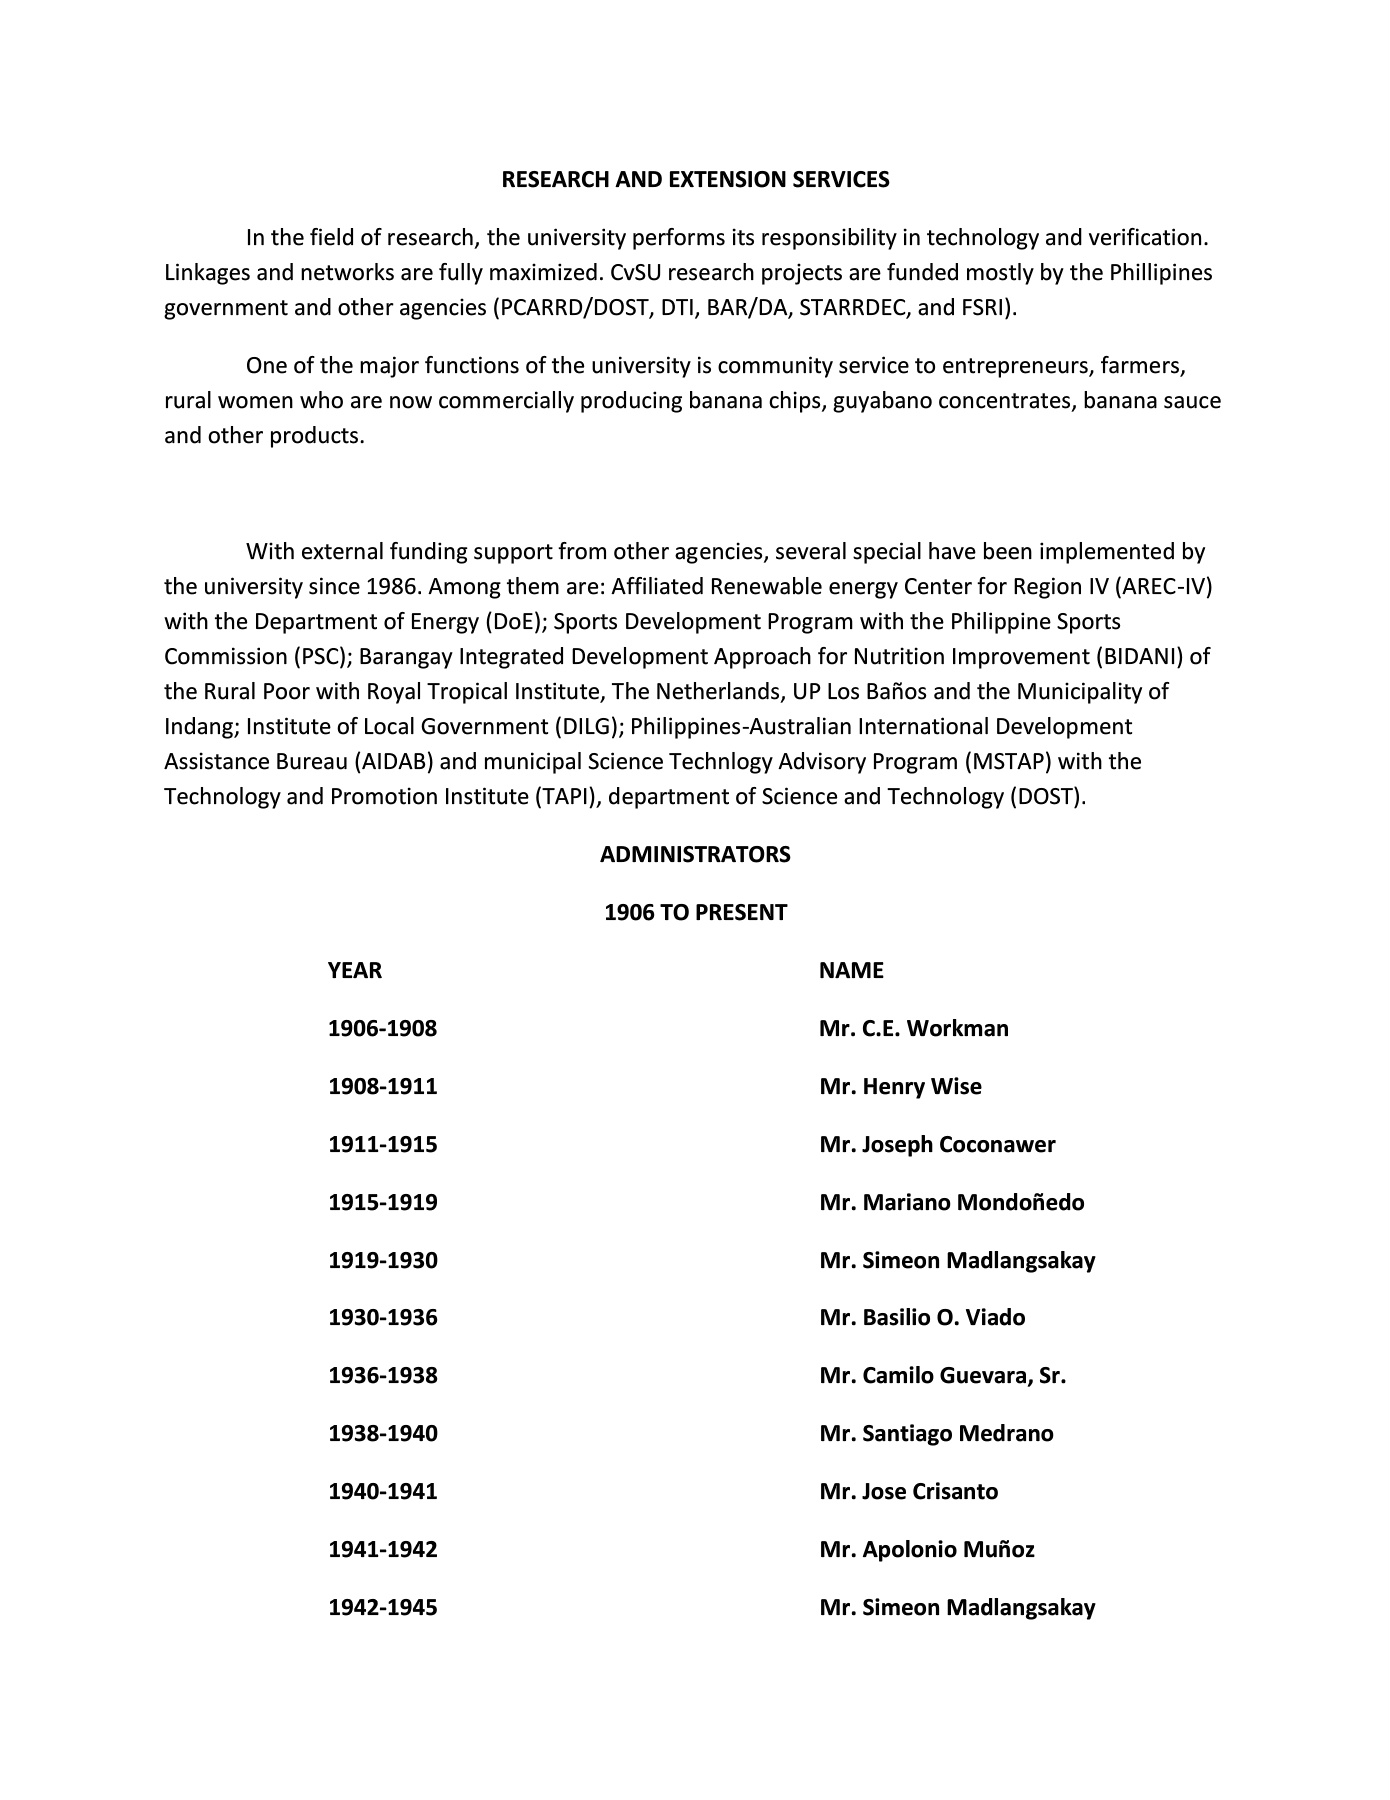 RESEARCH AND EXTENSION SERVICES
In the field of research, the university performs its responsibility in technology and verification.
Linkages and networks are fully maximized. CvSU research projects are funded mostly by the Phillipines
government and other agencies (PCARRD/DOST, DTI, BAR/DA, STARRDEC, and FSRI).
One of the major functions of the university is community service to entrepreneurs, farmers,
rural women who are now commercially producing banana chips, guyabano concentrates, banana sauce
and other products.
With external funding support from other agencies, several special have been implemented by
the university since 1986. Among them are: Affiliated Renewable energy Center for Region IV (AREC-IV)
with the Department of Energy (DoE); Sports Development Program with the Philippine Sports
Commission (PSC); Barangay Integrated Development Approach for Nutrition Improvement (BIDANI) of
the Rural Poor with Royal Tropical Institute, The Netherlands, UP Los Baños and the Municipality of
Indang; Institute of Local Government (DILG); Philippines-Australian International Development
Assistance Bureau (AIDAB) and municipal Science Technlogy Advisory Program (MSTAP) with the
Technology and Promotion Institute (TAPI), department of Science and Technology (DOST).
ADMINISTRATORS
1906 TO PRESENT
YEAR NAME
1906-1908 Mr. C.E. Workman
1908-1911 Mr. Henry Wise
1911-1915 Mr. Joseph Coconawer
1915-1919 Mr. Mariano Mondoñedo
1919-1930 Mr. Simeon Madlangsakay
1930-1936 Mr. Basilio O. Viado
1936-1938 Mr. Camilo Guevara, Sr.
1938-1940 Mr. Santiago Medrano
1940-1941 Mr. Jose Crisanto
1941-1942 Mr. Apolonio Muñoz
1942-1945 Mr. Simeon Madlangsakay